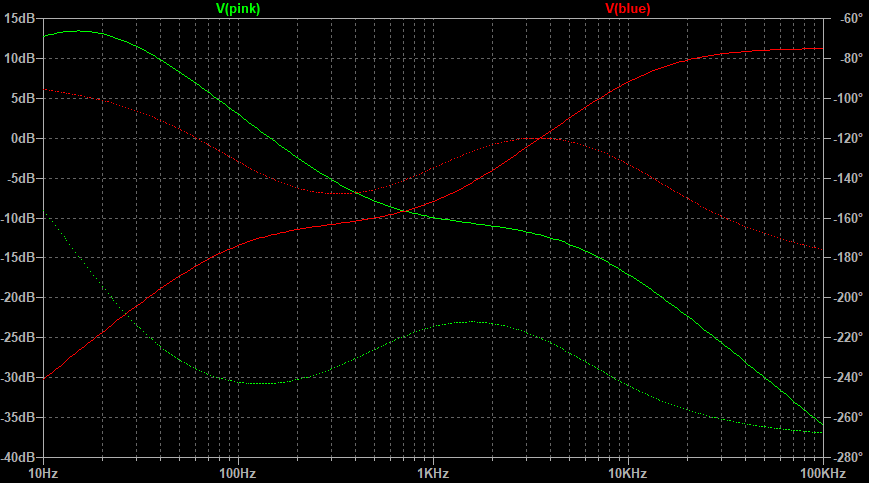 V(pink) V(blue)
15dB -60°
10dB -80°
5dB -100°
0dB -120°
-5dB -140°
-10dB -160°
-15dB -180°
-20dB -200°
-25dB -220°
-30dB -240°
-35dB -260°
-40dB -280°
10Hz 100Hz 1KHz 10KHz 100KHz